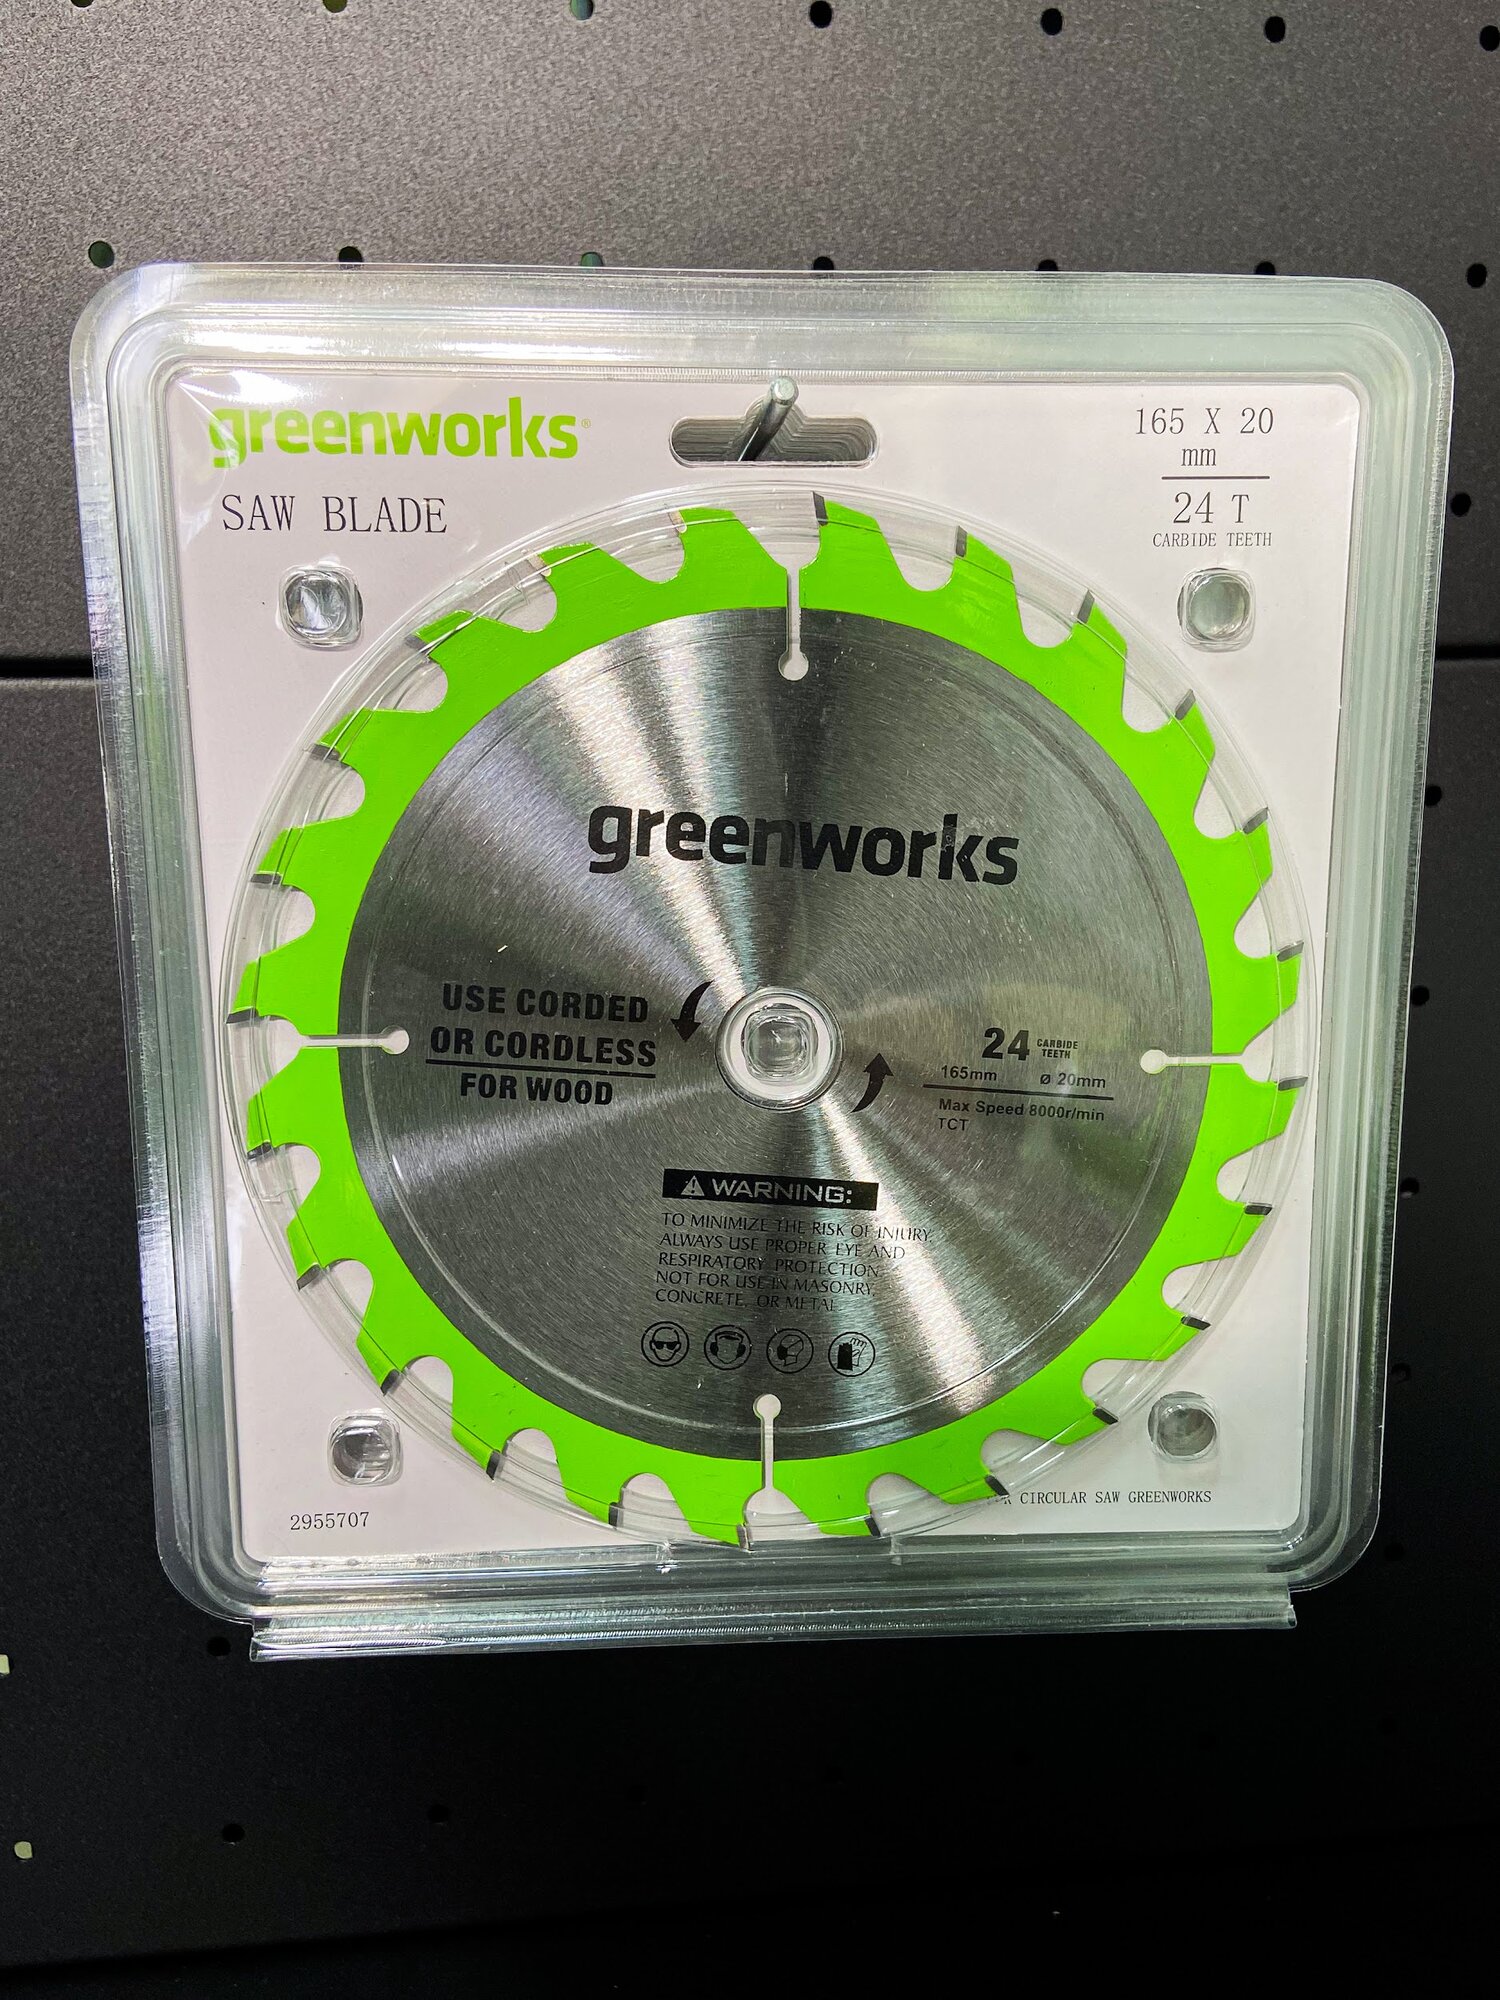 greenworks®
SAW BLADE
165 X 20
mm
24 T
CARBIDE TEETH
greenworks
USE CORDED
OR CORDLESS
FOR WOOD
24 CARBIDE
TEETH
165mm ø 20mm
Max Speed 8000r/min
TCT
WARNING:
TO MINIMIZE THE RISK OF INJURY,
ALWAYS USE PROPER EYE AND
RESPIRATORY PROTECTION.
NOT FOR USE IN MASONRY,
CONCRETE, OR METAL
2955707
CIRCULAR SAW GREENWORKS